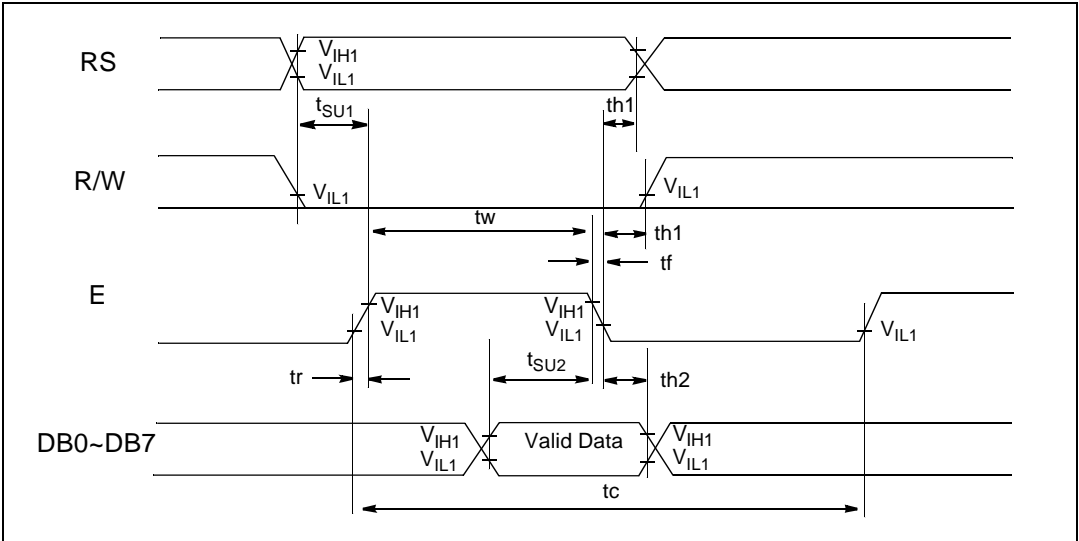 RS
V_IH1
V_IL1
t_SU1
th1
R/W
V_IL1
V_IL1
tw
th1
tf
E
V_IH1
V_IL1
V_IH1
V_IL1
V_IL1
tr
t_SU2
th2
DB0~DB7
V_IH1
V_IL1
Valid Data
V_IH1
V_IL1
tc